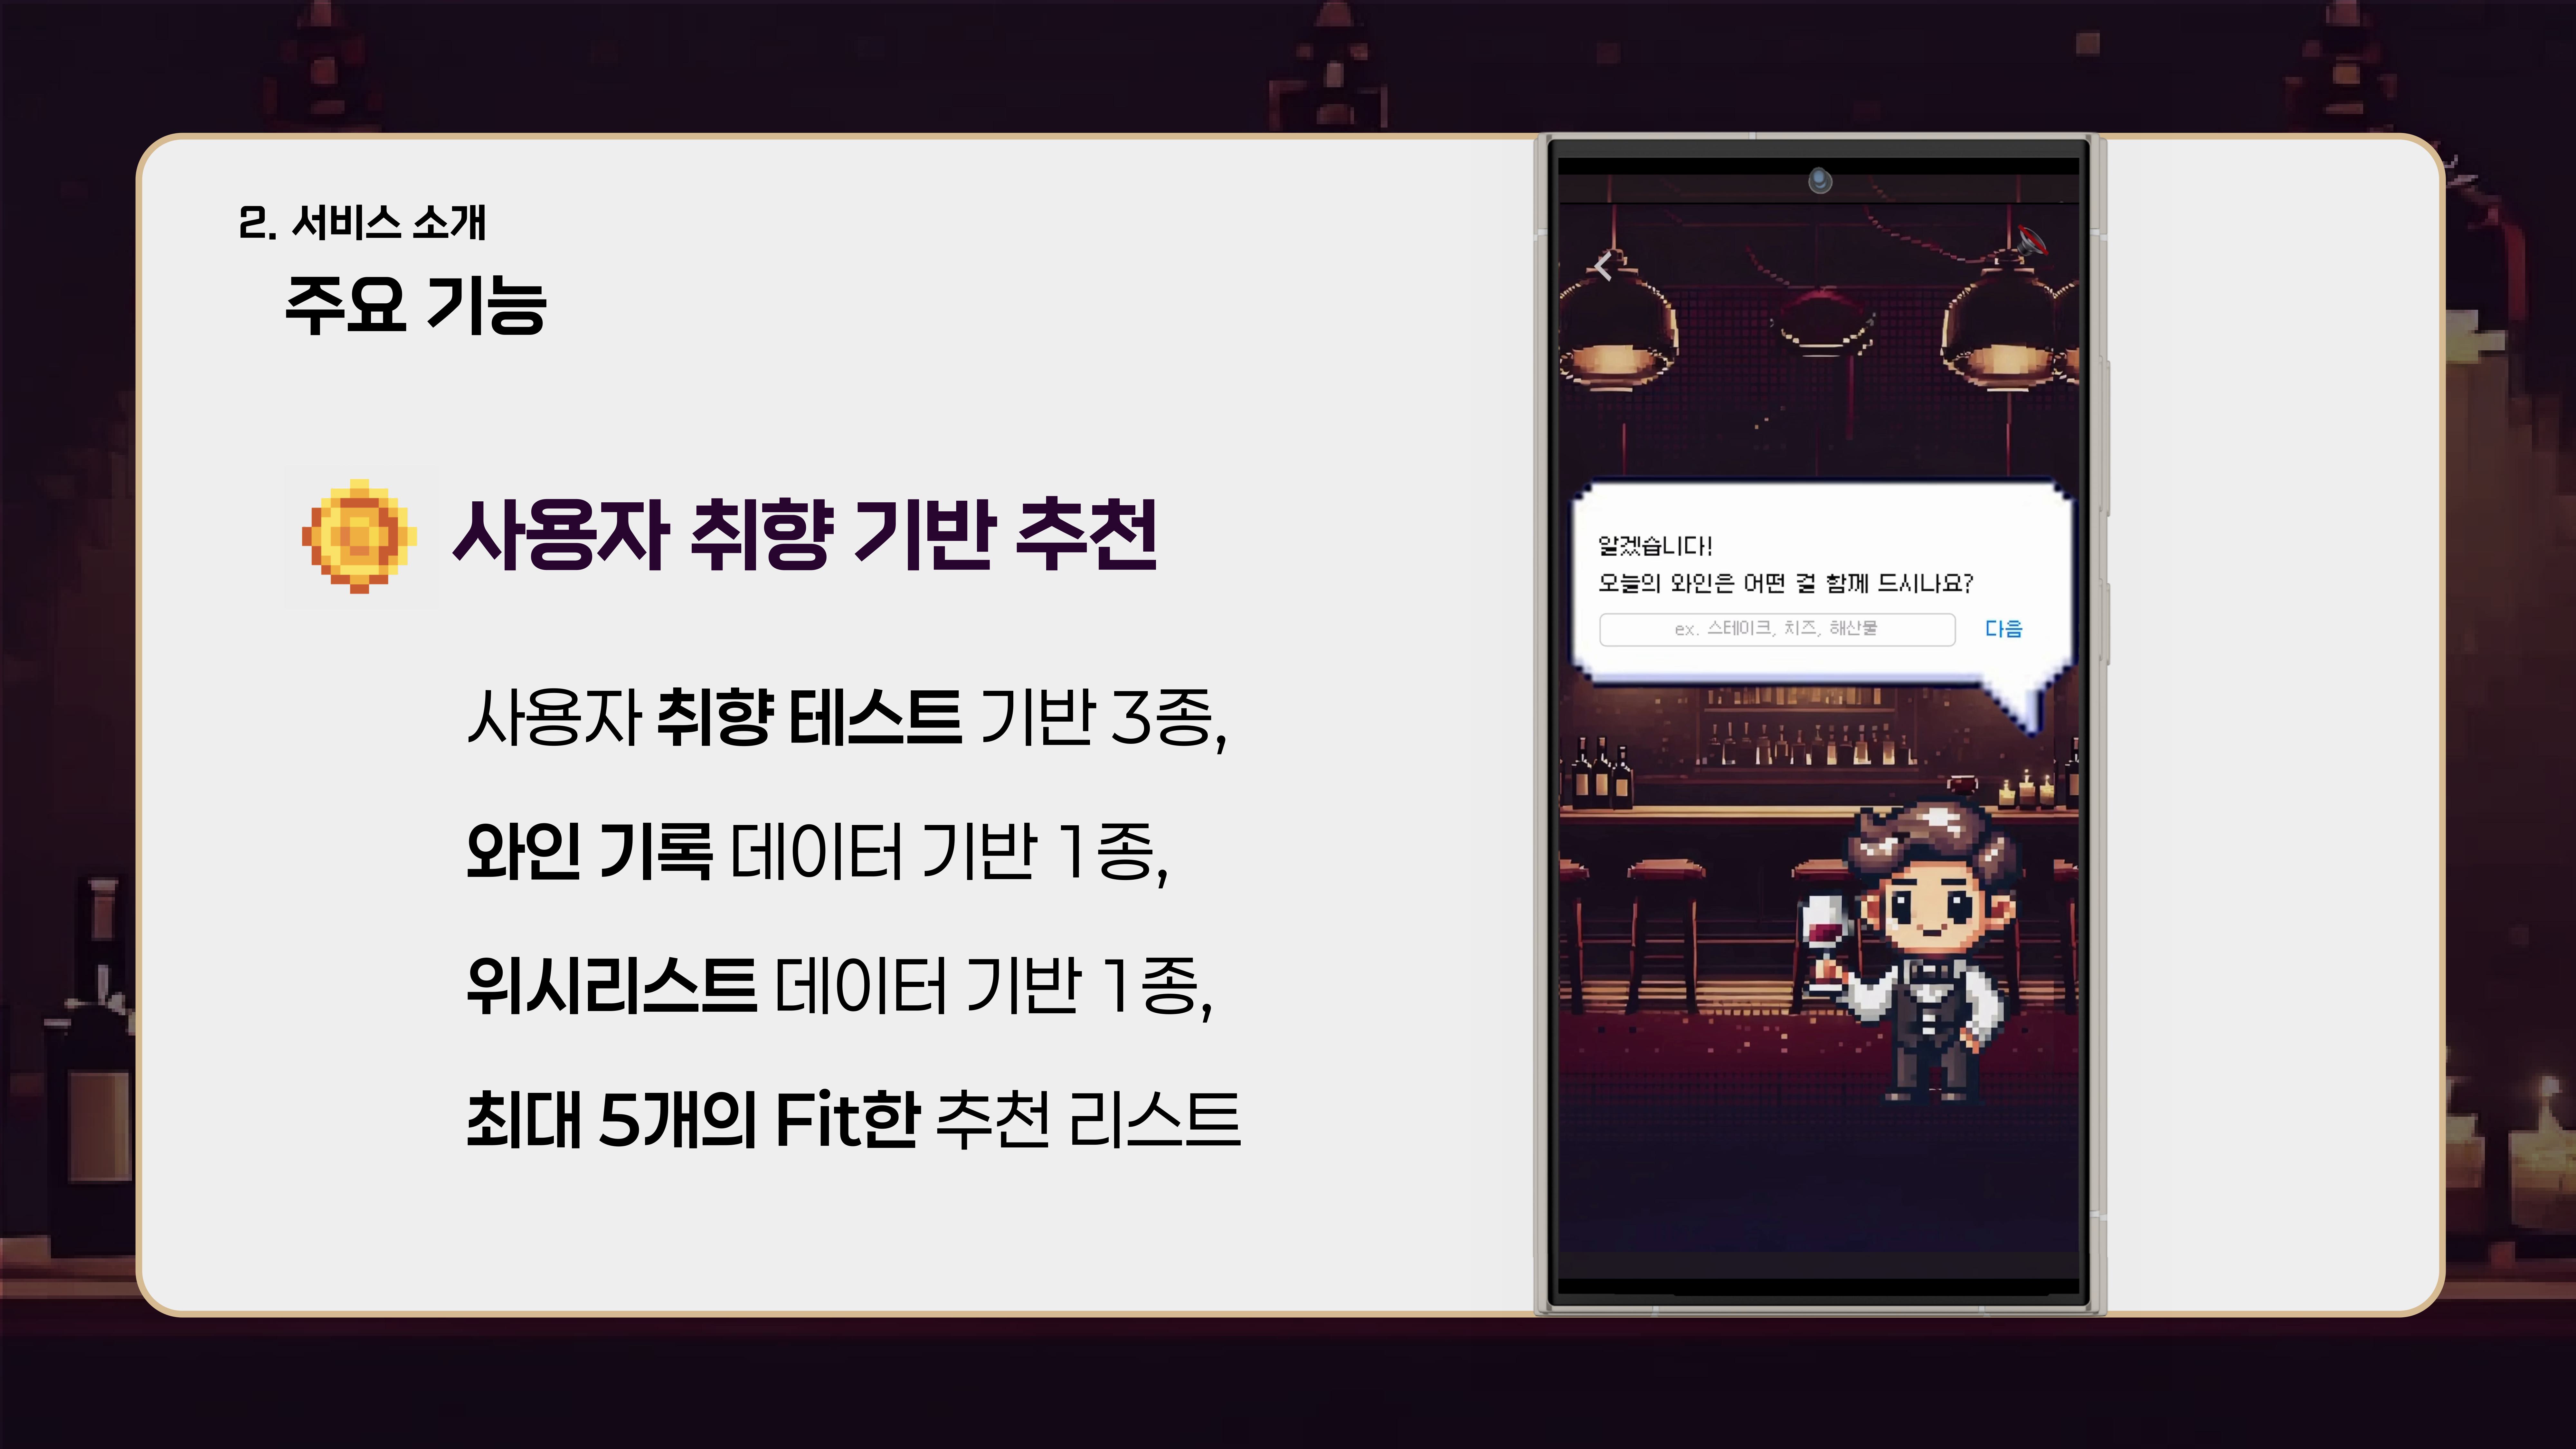 2. 서비스 소개
주요 기능
사용자 취향 기반 추천
사용자 취향 테스트 기반 3종,
와인 기록 데이터 기반 1종,
위시리스트 데이터 기반 1종,
최대 5개의 Fit한 추천 리스트
알겠습니다!
오늘의 와인은 어떤 걸 함께 드시나요?
ex. 스테이크, 치즈, 해산물
다음